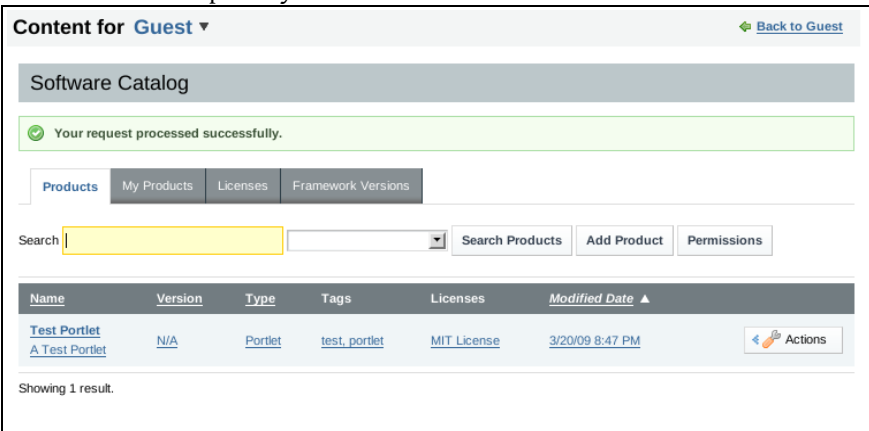 Content for Guest ▼ Back to Guest
Software Catalog
Your request processed successfully.
Products My Products Licenses Framework Versions
Search Search Products Add Product Permissions
Name Version Type Tags Licenses Modified Date ▲
Test Portlet
A Test Portlet N/A Portlet test, portlet MIT License 3/20/09 8:47 PM Actions
Showing 1 result.